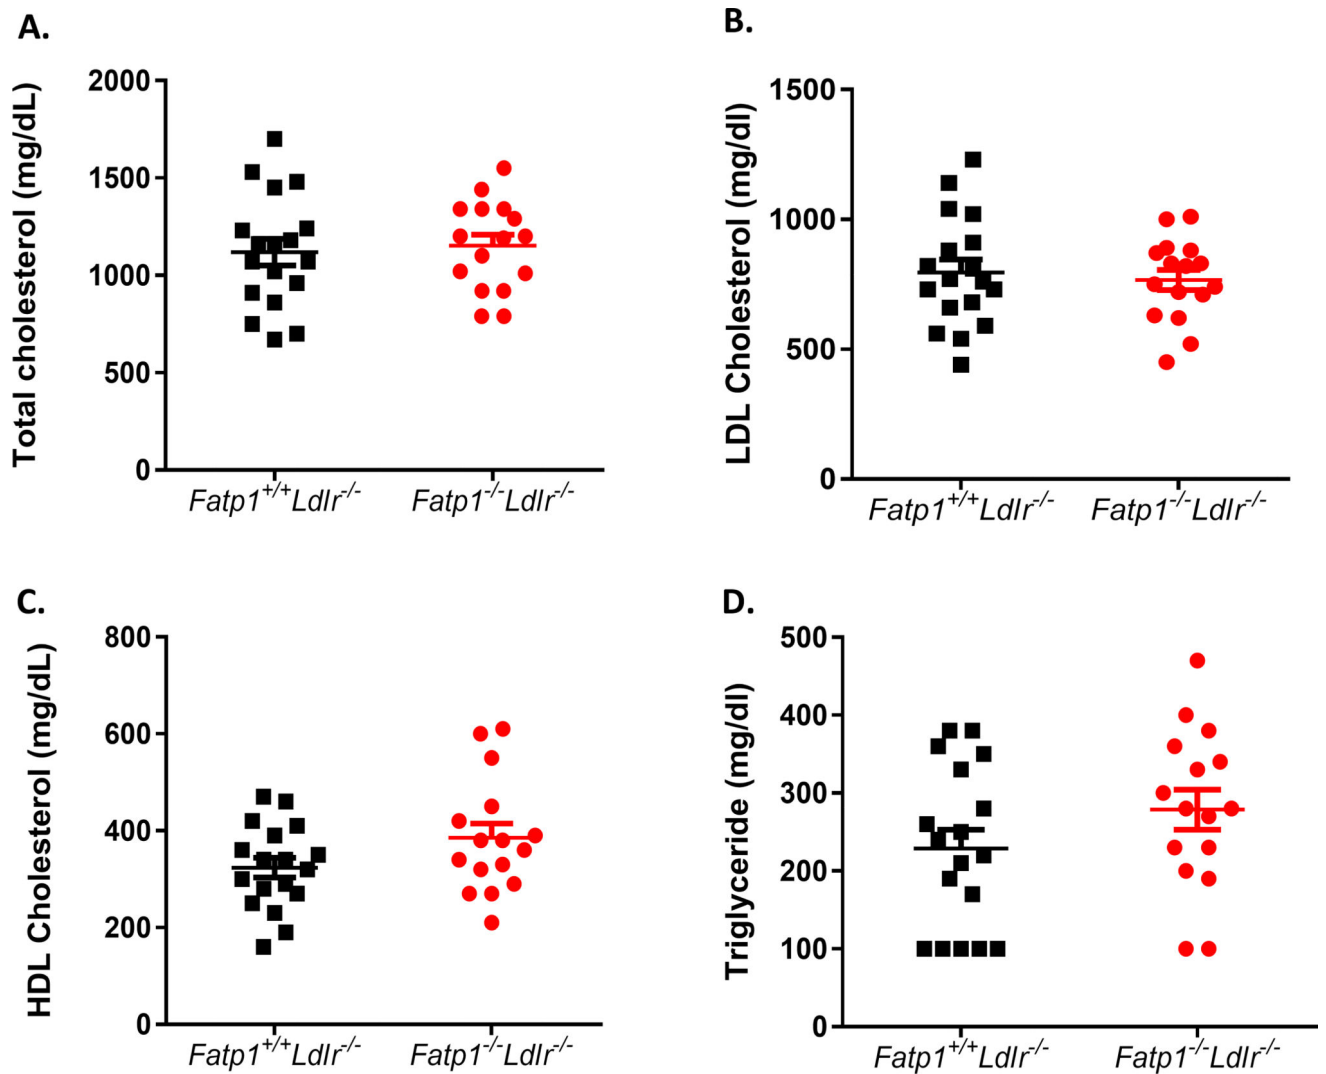 A.
Total cholesterol (mg/dL)
2000
1500
1000
500
0
Fatp1+/+Ldlr-/-
Fatp1-/-Ldlr-/-
B.
LDL Cholesterol (mg/dl)
1500
1000
500
0
Fatp1+/+Ldlr-/-
Fatp1-/-Ldlr-/-
C.
HDL Cholesterol (mg/dL)
800
600
400
200
0
Fatp1+/+Ldlr-/-
Fatp1-/-Ldlr-/-
D.
Triglyceride (mg/dl)
500
400
300
200
100
0
Fatp1+/+Ldlr-/-
Fatp1-/-Ldlr-/-